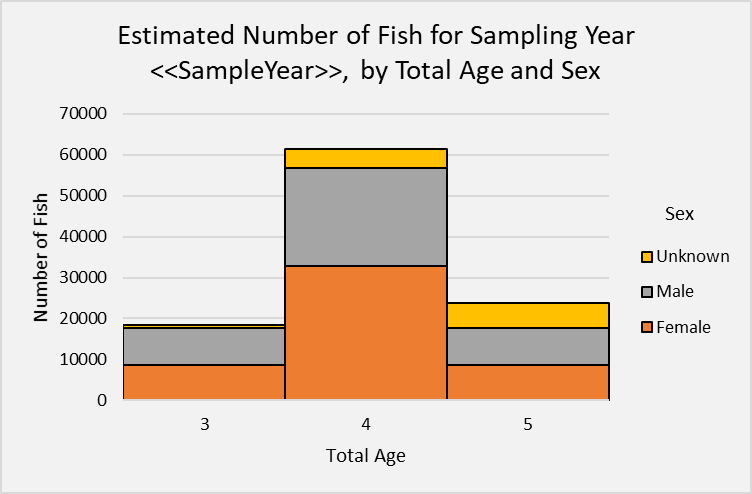 Estimated Number of Fish for Sampling Year
<<SampleYear>>, by Total Age and Sex
70000
60000
50000
40000
30000
20000
10000
0
Number of Fish
3 4 5
Total Age
Sex
Unknown
Male
Female